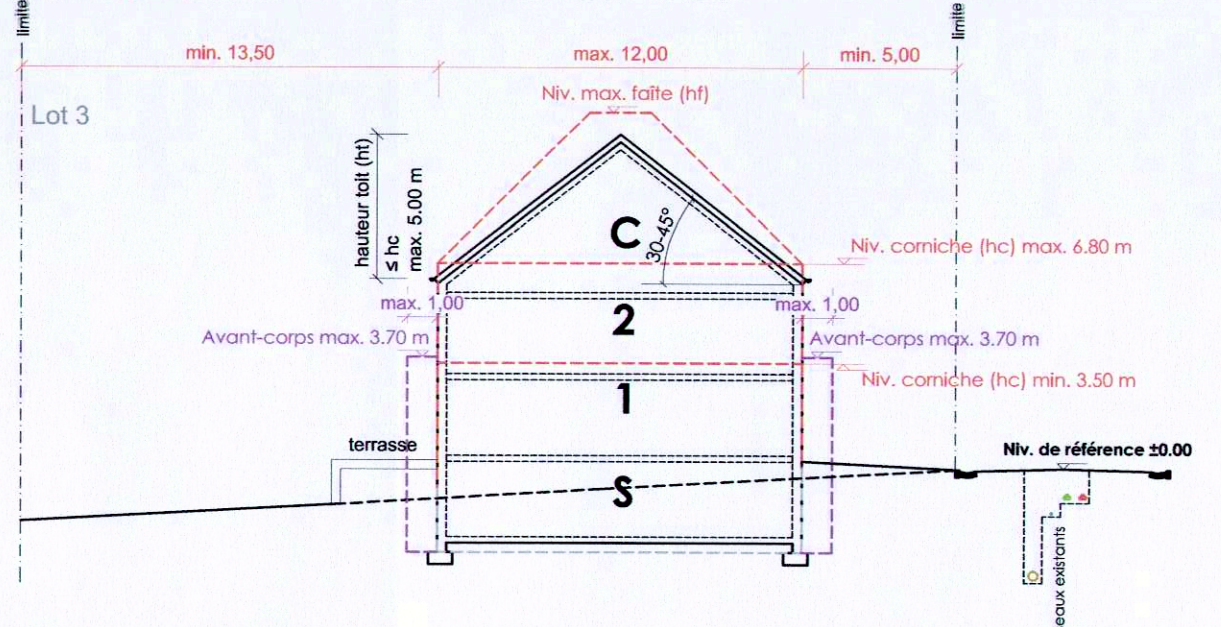 limite
limite
min. 13,50
max. 12,00
min. 5,00
Niv. max. faîte (hf)
Lot 3
hauteur toit (ht)
≤ hc
max. 5.00 m
C
30-45°
Niv. corniche (hc) max. 6.80 m
max. 1,00
max. 1,00
2
Avant-corps max. 3.70 m
Avant-corps max. 3.70 m
Niv. corniche (hc) min. 3.50 m
1
terrasse
Niv. de référence ±0.00
S
eaux existants